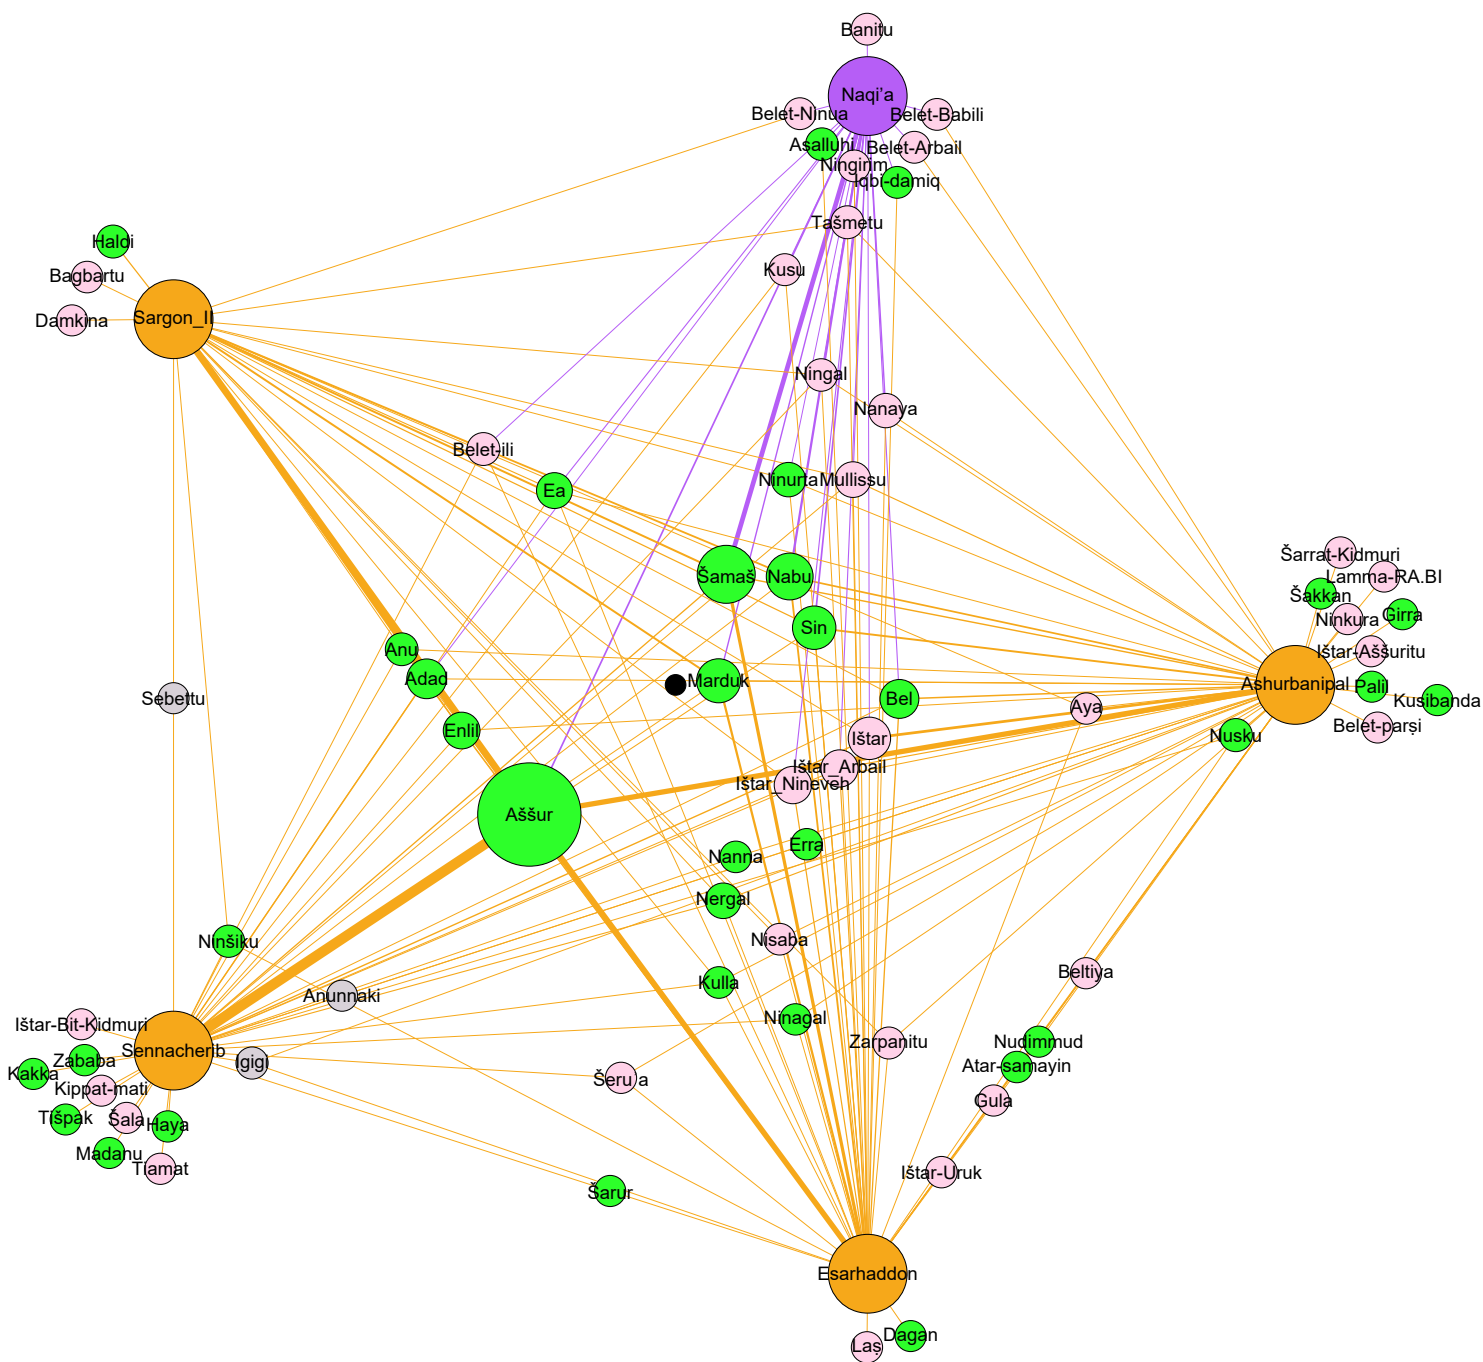 Banitu
Naqi'a
Belet-Ninua
Belet-Babili
Asalluhi
Belet-Arbail
Ningirim
Iqbi-damiq
Tašmetu
Haldi
Kusu
Bagbartu
Damkina
Sargon_II
Ningal
Nanaya
Belet-ili
Ea
Ninurta
Mullissu
Šarrat-Kidmuri
Šamaš
Nabu
Lamma-RA.BI
Šakkan
Ninkura
Girra
Sin
Anu
Ištar-Aššuritu
Adad
Marduk
Ashurbanipal
Palil
Sebettu
Bel
Kusibanda
Aya
Enlil
Ištar
Belet-parṣi
Nusku
Ištar_Arbail
Ištar_Nineveh
Aššur
Erra
Nanna
Nergal
Ninšiku
Nisaba
Beltiya
Kulla
Anunnaki
Ninagal
Ištar-Bit-Kidmuri
Sennacherib
Zarpanitu
Nudimmud
Zababa
Igigi
Atar-samayin
Kakka
Šeru'a
Kippat-mati
Gula
Tišpak
Šala
Haya
Madanu
Tiamat
Ištar-Uruk
Šarur
Esarhaddon
Dagan
Laṣ